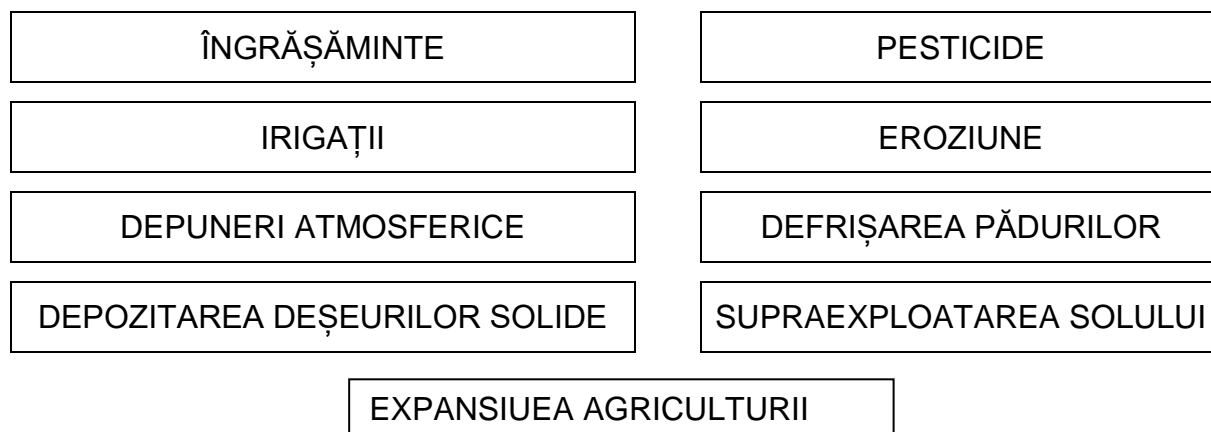 ÎNGRĂȘĂMINTE
PESTICIDE
IRIGAȚII
EROZIUNE
DEPUNERI ATMOSFERICE
DEFRIȘAREA PĂDURILOR
DEPOZITAREA DEȘEURILOR SOLIDE
SUPRAEXPLOATAREA SOLULUI
EXPANSIUEA AGRICULTURII